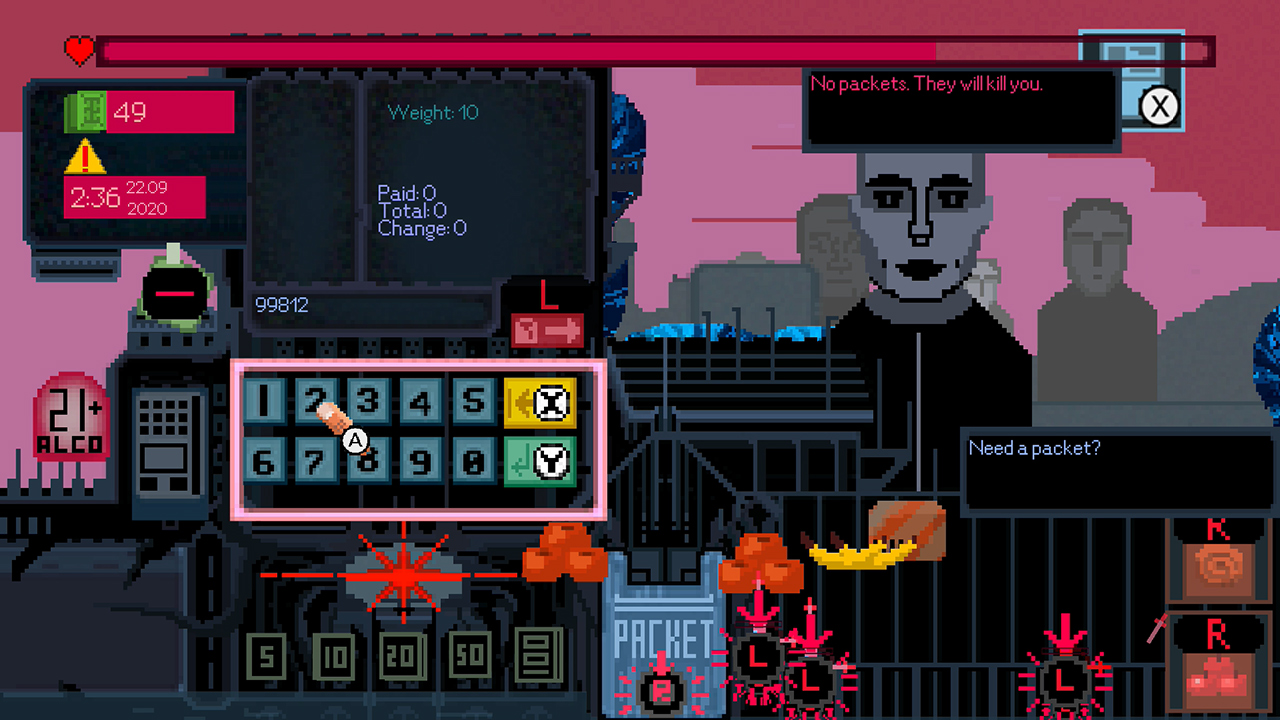 No packets. They will kill you.
X
49
Weight: 10
2:36 22.09
2020
Paid:0
Total:0
Change:0
99812
L
1 2 3 4 5 X
A
6 7 8 9 0 Y
21+
ALCO
Need a packet?
R
PACKET
R
5 10 20 50
L
L
L
R